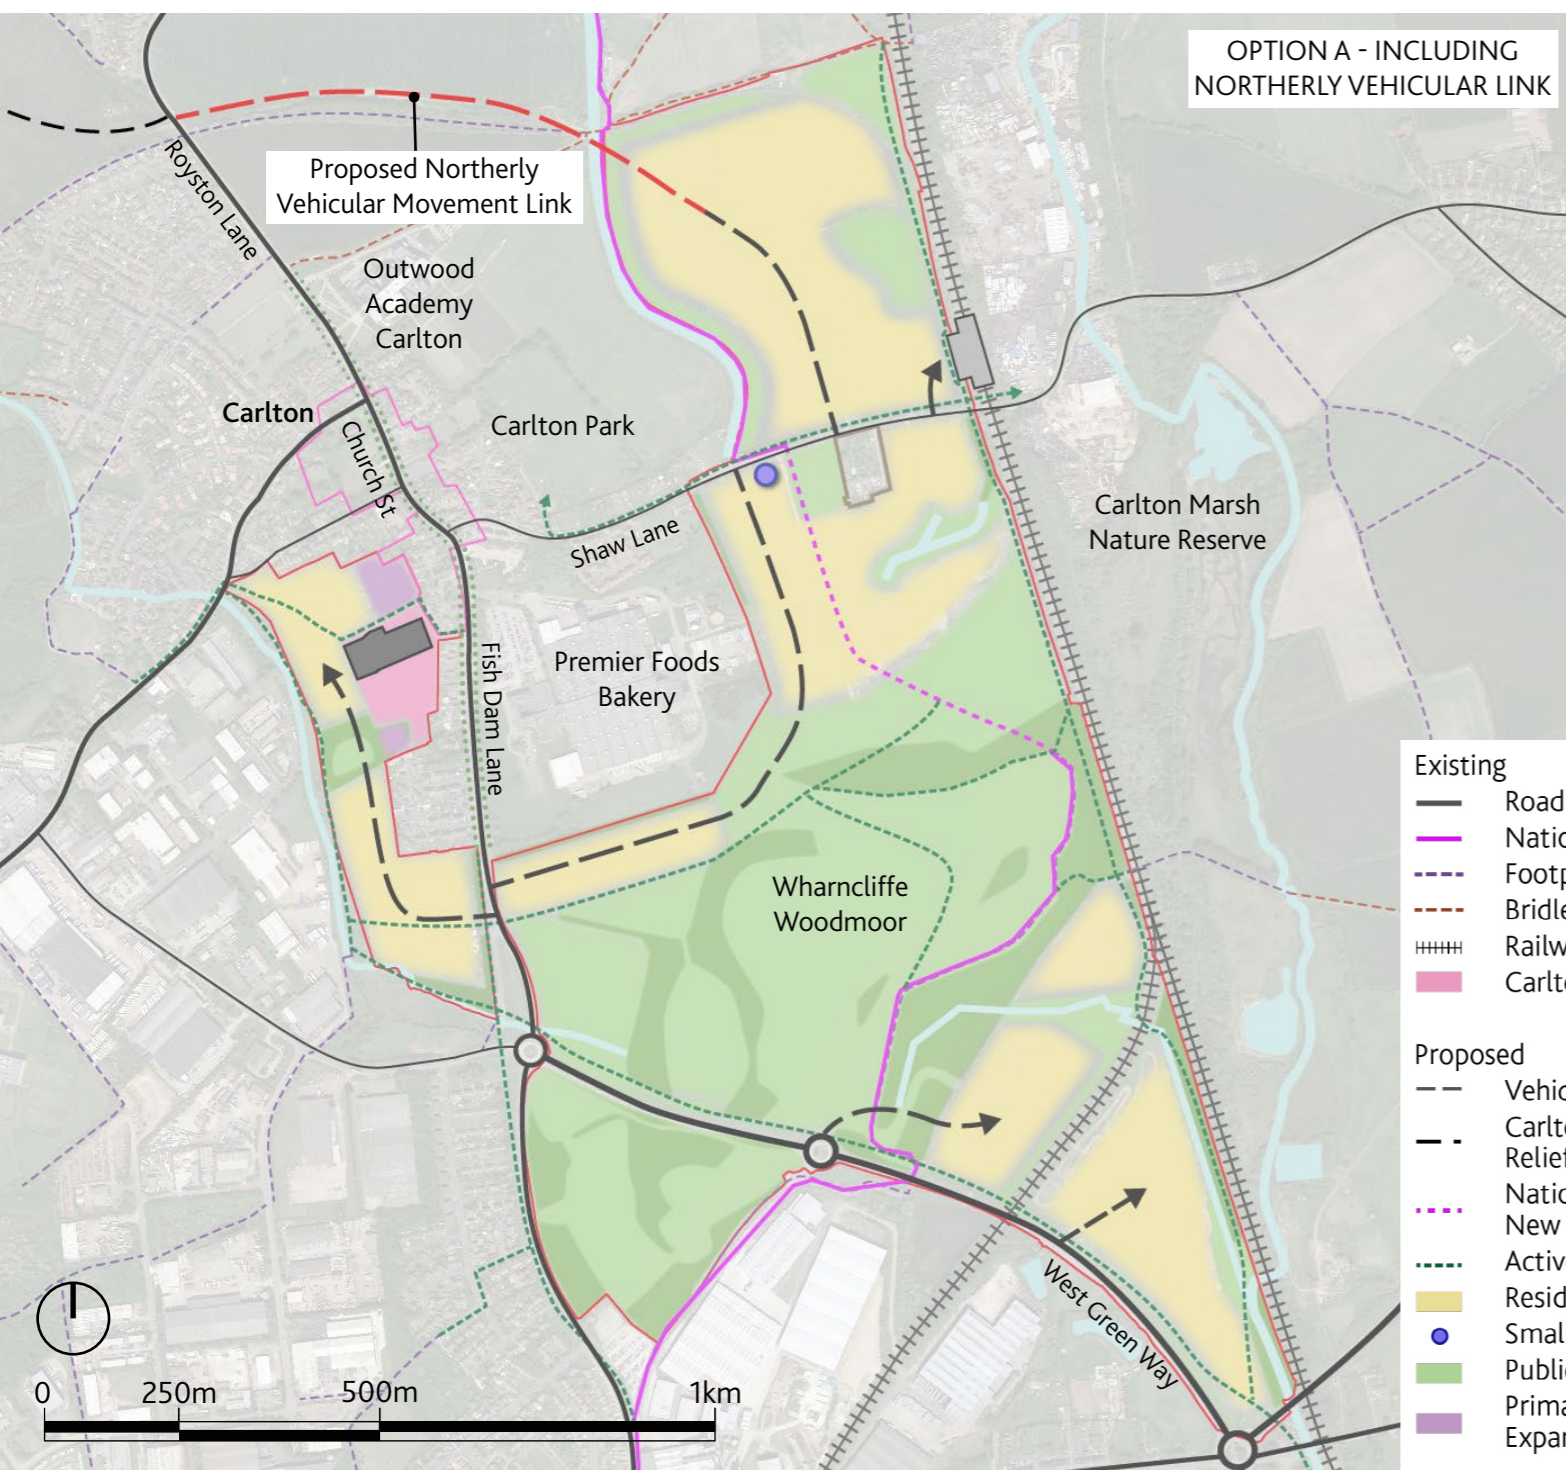 OPTION A - INCLUDING
NORTHERLY VEHICULAR LINK
Proposed Northerly
Vehicular Movement Link
Royston Lane
Outwood
Academy
Carlton
Carlton
Church St
Carlton Park
Shaw Lane
Carlton Marsh
Nature Reserve
Premier Foods
Bakery
Fish Dam Lane
Wharncliffe
Woodmoor
West Green Way
0 250m 500m 1km
Existing
Road
Natio
Footp
Bridle
Railw
Carlto
Proposed
Vehic
Carlto
Relief
Natio
New
Activ
Resid
Smal
Publi
Prima
Expan